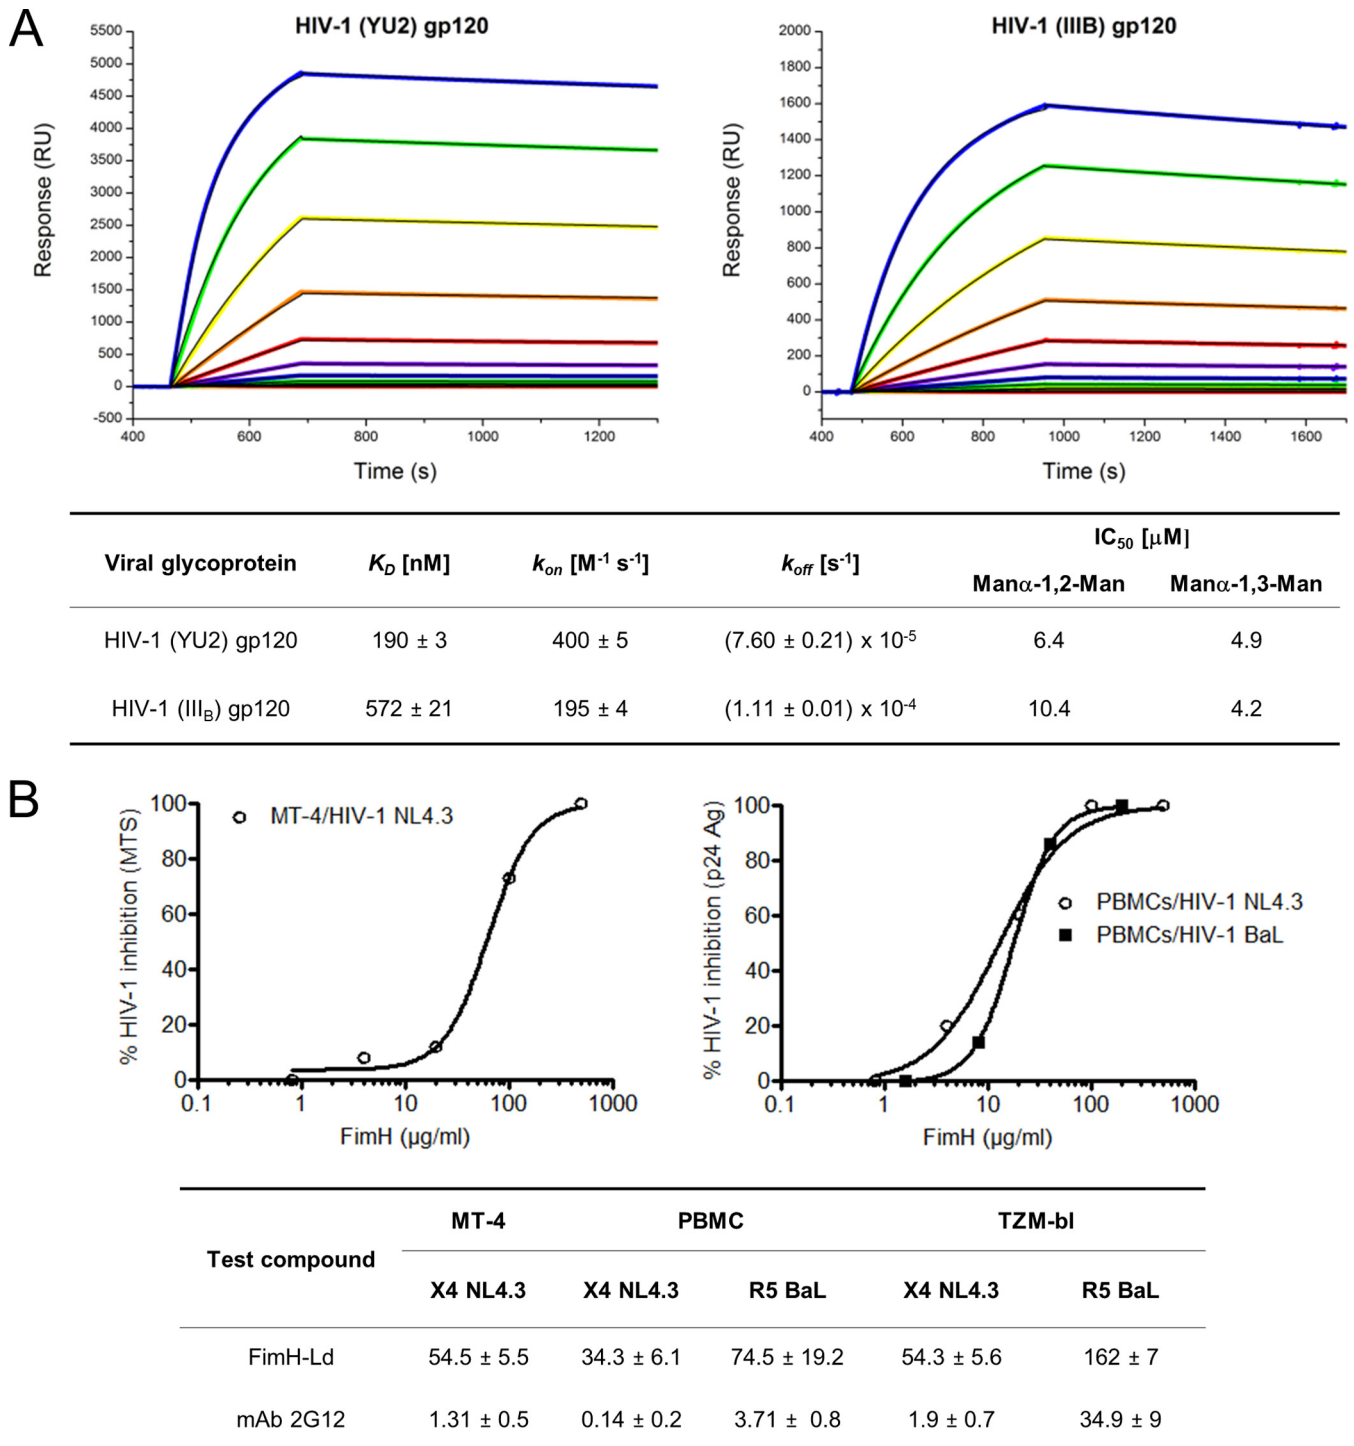 A
HIV-1 (YU2) gp120
Response (RU)
5500
5000
4500
4000
3500
3000
2500
2000
1500
1000
500
0
-500
400
600
800
1000
1200
Time (s)
HIV-1 (IIIB) gp120
Response (RU)
2000
1800
1600
1400
1200
1000
800
600
400
200
0
400
600
800
1000
1200
1400
1600
Time (s)
Viral glycoprotein K_D [nM] k_on [M⁻¹ s⁻¹] k_off [s⁻¹] IC₅₀ [μM]
Manα-1,2-Man Manα-1,3-Man
HIV-1 (YU2) gp120 190 ± 3 400 ± 5 (7.60 ± 0.21) x 10⁻⁵ 6.4 4.9
HIV-1 (III_B) gp120 572 ± 21 195 ± 4 (1.11 ± 0.01) x 10⁻⁴ 10.4 4.2
B
% HIV-1 inhibition (MTS)
100
80
60
40
20
0
0.1
1
10
100
1000
FimH (µg/ml)
MT-4/HIV-1 NL4.3
% HIV-1 inhibition (p24 Ag)
100
80
60
40
20
0
0.1
1
10
100
1000
FimH (µg/ml)
PBMCs/HIV-1 NL4.3
PBMCs/HIV-1 BaL
Test compound MT-4 PBMC TZM-bl
X4 NL4.3 X4 NL4.3 R5 BaL X4 NL4.3 R5 BaL
FimH-Ld 54.5 ± 5.5 34.3 ± 6.1 74.5 ± 19.2 54.3 ± 5.6 162 ± 7
mAb 2G12 1.31 ± 0.5 0.14 ± 0.2 3.71 ± 0.8 1.9 ± 0.7 34.9 ± 9